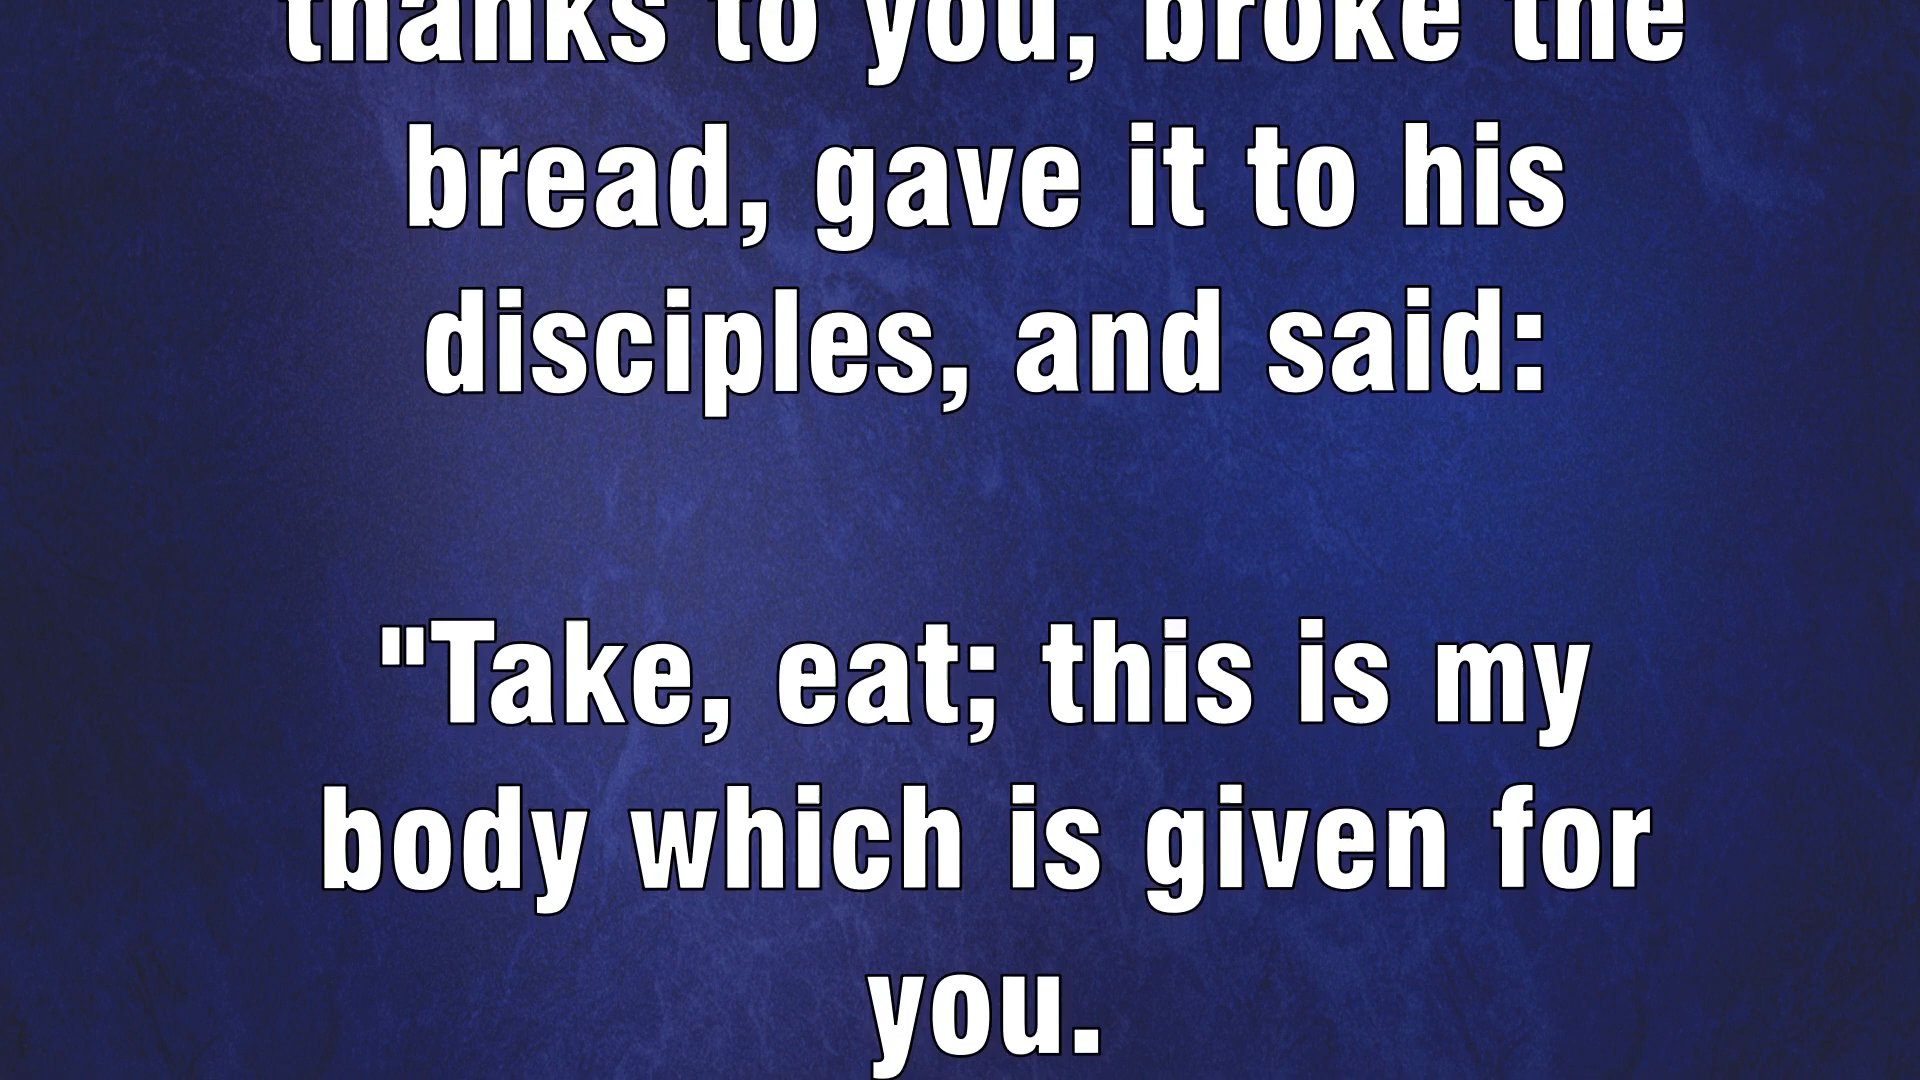 thanks to you, broke the
bread, gave it to his
disciples, and said:
"Take, eat; this is my
body which is given for
you.